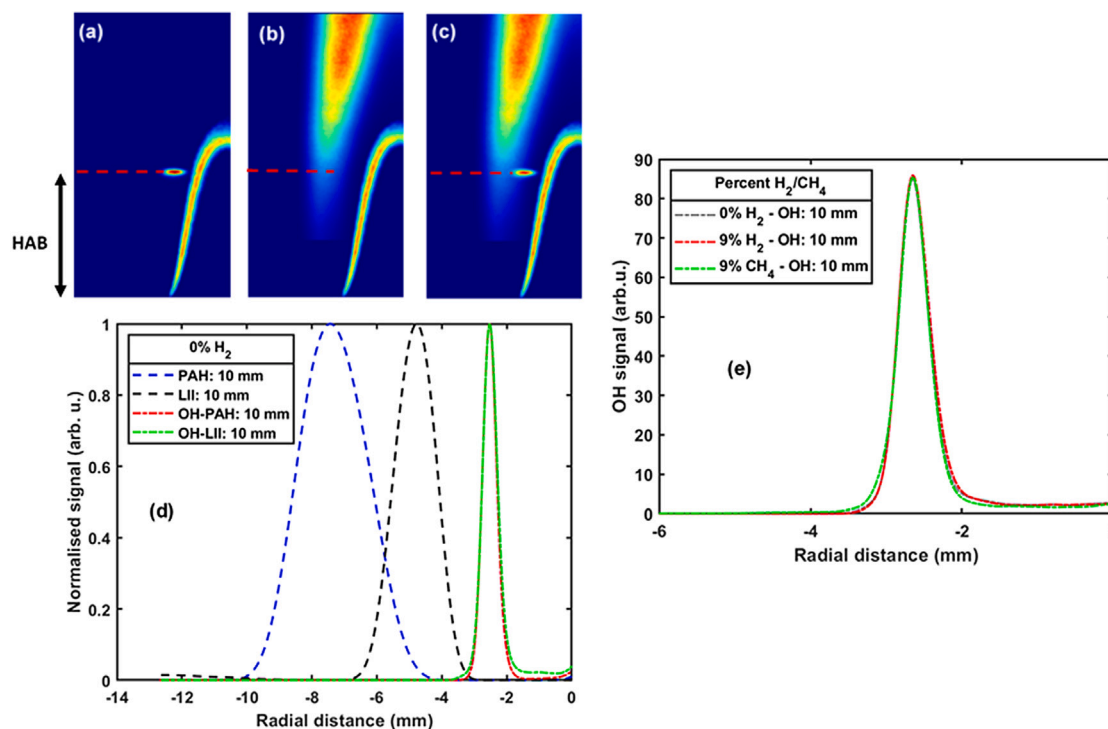 (a)
(b)
(c)
HAB
1
0.8
0.6
0.4
0.2
0
Normalised signal (arb. u.)
0% H2
PAH: 10 mm
LII: 10 mm
OH-PAH: 10 mm
OH-LII: 10 mm
(d)
-14 -12 -10 -8 -6 -4 -2 0
Radial distance (mm)
90
80
70
60
50
40
30
20
10
0
OH signal (arb.u.)
Percent H2/CH4
0% H2 - OH: 10 mm
9% H2 - OH: 10 mm
9% CH4 - OH: 10 mm
(e)
-6 -4 -2
Radial distance (mm)